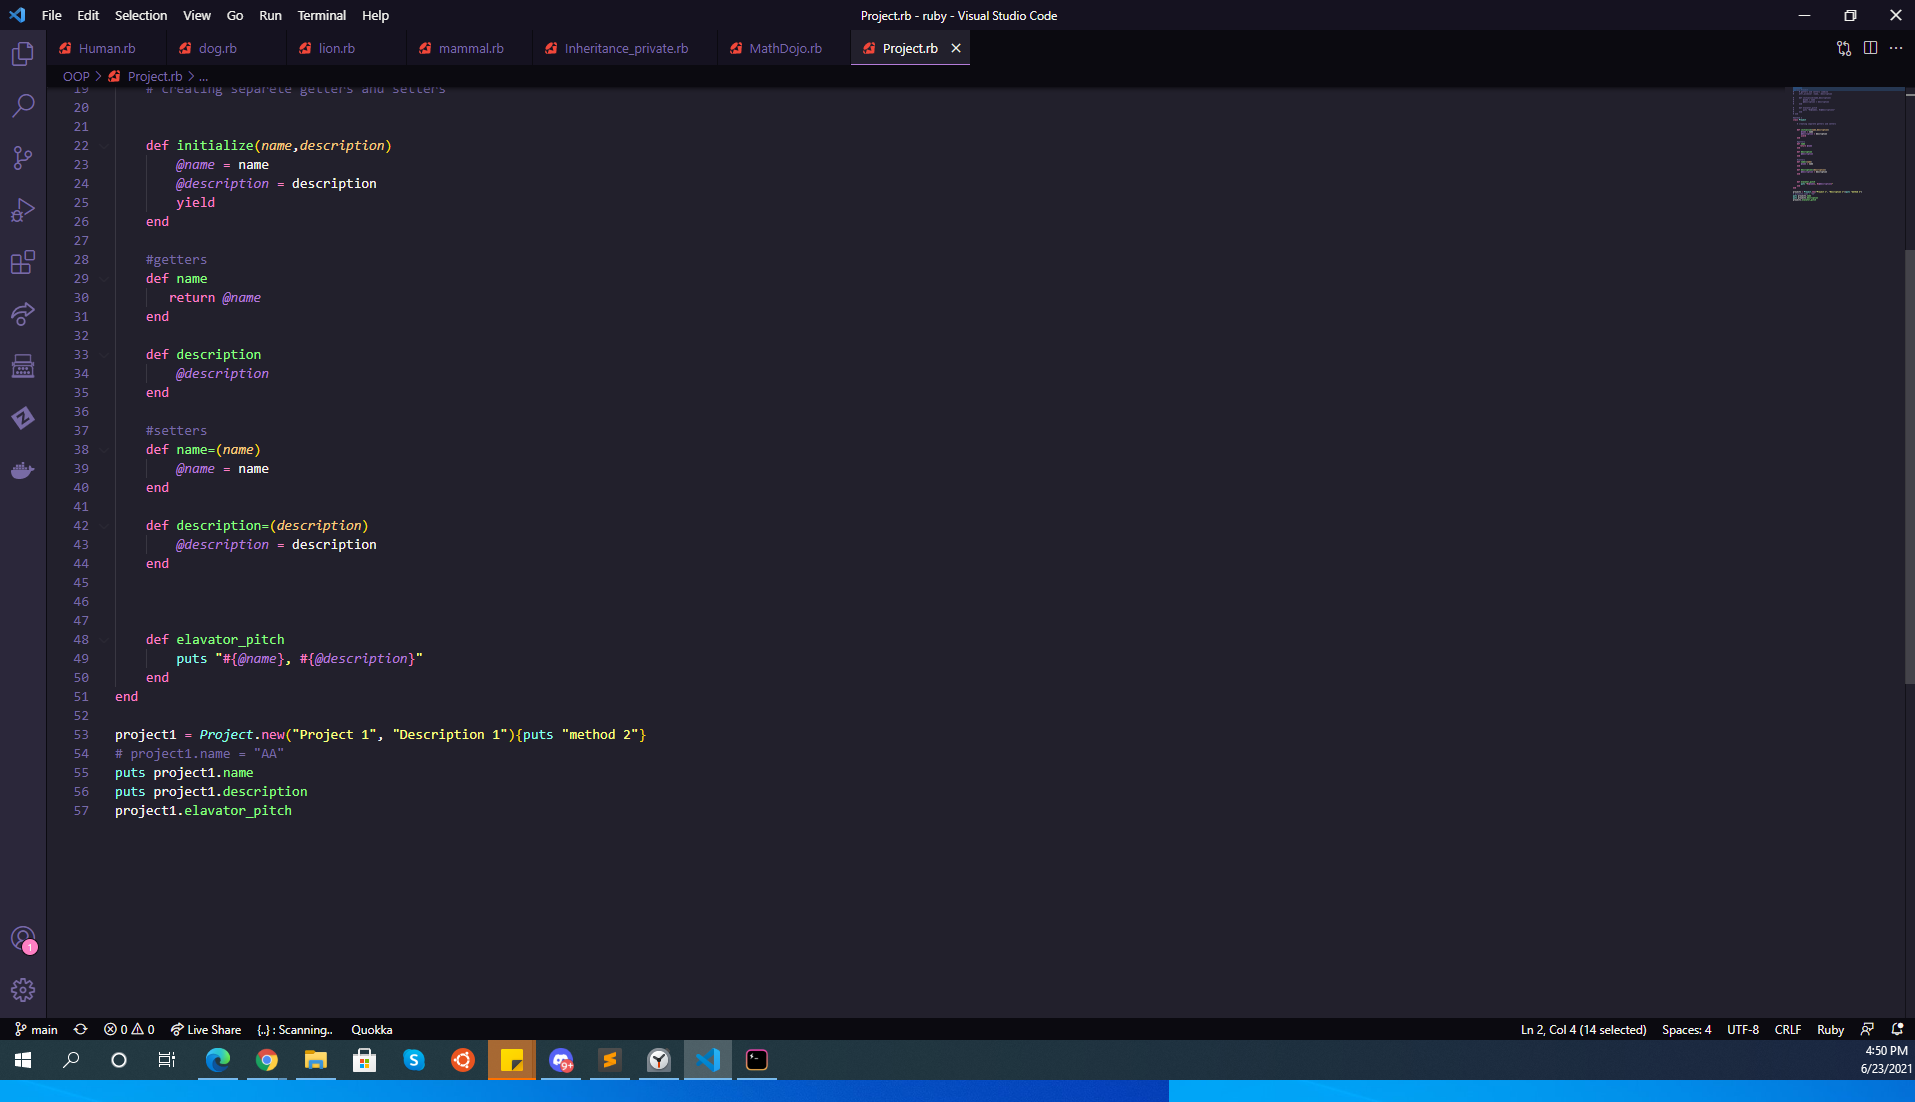 File Edit Selection View Go Run Terminal Help
Project.rb - ruby - Visual Studio Code
Human.rb dog.rb lion.rb mammal.rb Inheritance_private.rb MathDojo.rb Project.rb
OOP > Project.rb > ...
19 # creating separete getters and setters
20
21
22 def initialize(name,description)
23 @name = name
24 @description = description
25 yield
26 end
27
28 #getters
29 def name
30 return @name
31 end
32
33 def description
34 @description
35 end
36
37 #setters
38 def name=(name)
39 @name = name
40 end
41
42 def description=(description)
43 @description = description
44 end
45
46
47
48 def elavator_pitch
49 puts "#{@name}, #{@description}"
50 end
51 end
52
53 project1 = Project.new("Project 1", "Description 1"){puts "method 2"}
54 # project1.name = "AA"
55 puts project1.name
56 puts project1.description
57 project1.elavator_pitch
1
main 0 0 Live Share {..} : Scanning.. Quokka Ln 2, Col 4 (14 selected) Spaces: 4 UTF-8 CRLF Ruby
9+
4:50 PM
6/23/2021